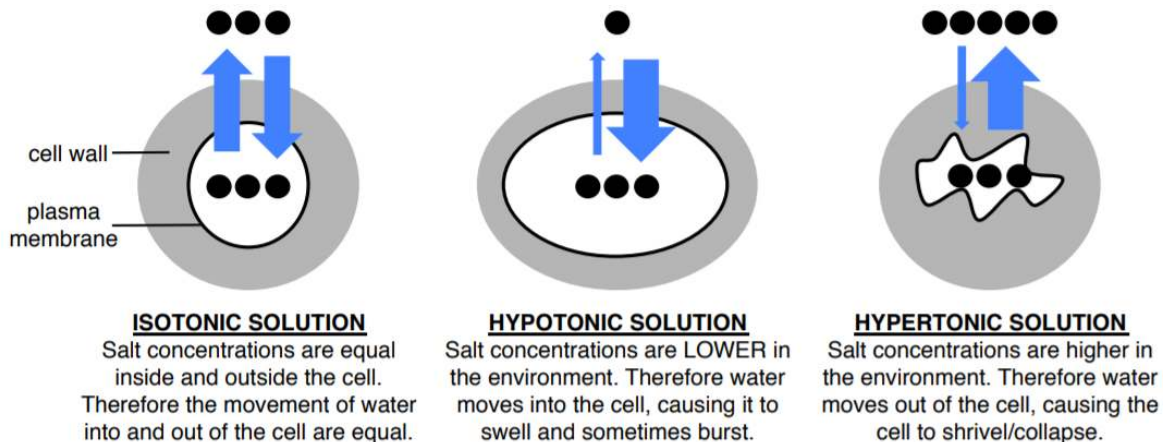 cell wall
plasma
membrane
ISOTONIC SOLUTION
Salt concentrations are equal
inside and outside the cell.
Therefore the movement of water
into and out of the cell are equal.
HYPOTONIC SOLUTION
Salt concentrations are LOWER in
the environment. Therefore water
moves into the cell, causing it to
swell and sometimes burst.
HYPERTONIC SOLUTION
Salt concentrations are higher in
the environment. Therefore water
moves out of the cell, causing the
cell to shrivel/collapse.